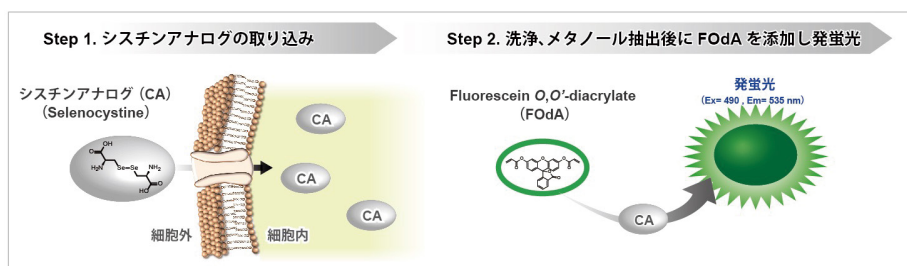 Step 1. シスチンアナログの取り込み
シスチンアナログ（CA）
（Selenocystine）
OH
O
NH₂
Se
Se
NH₂
O
HO
CA
CA
CA
細胞外
細胞内
Step 2. 洗浄、メタノール抽出後に FOdA を添加し発蛍光
Fluorescein O,O’-diacrylate
（FOdA）
O
O
O
O
O
O
O
CA
発蛍光
（Ex= 490 , Em= 535 nm）